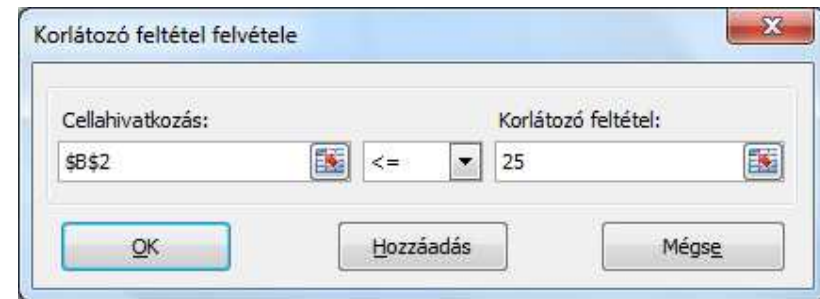 Korlátozó feltétel felvétele
Cellahivatkozás: Korlátozó feltétel:
$B$2 <= 25
OK Hozzáadás Mégse